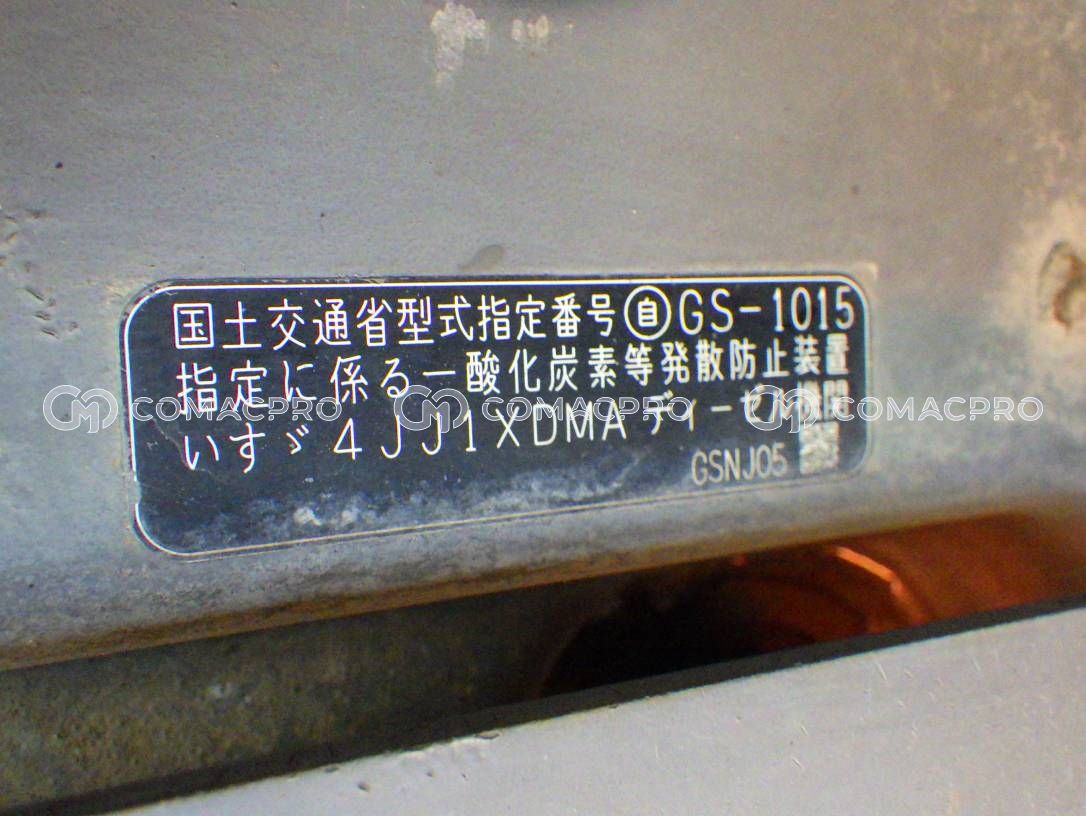 国土交通省型式指定番号㊀GS-1015
指定に係る一酸化炭素等発散防止装置
いすゞ 4JJ1XDMA ディーゼル機関
GSNJ05
COMACPRO COMACPRO COMACPRO